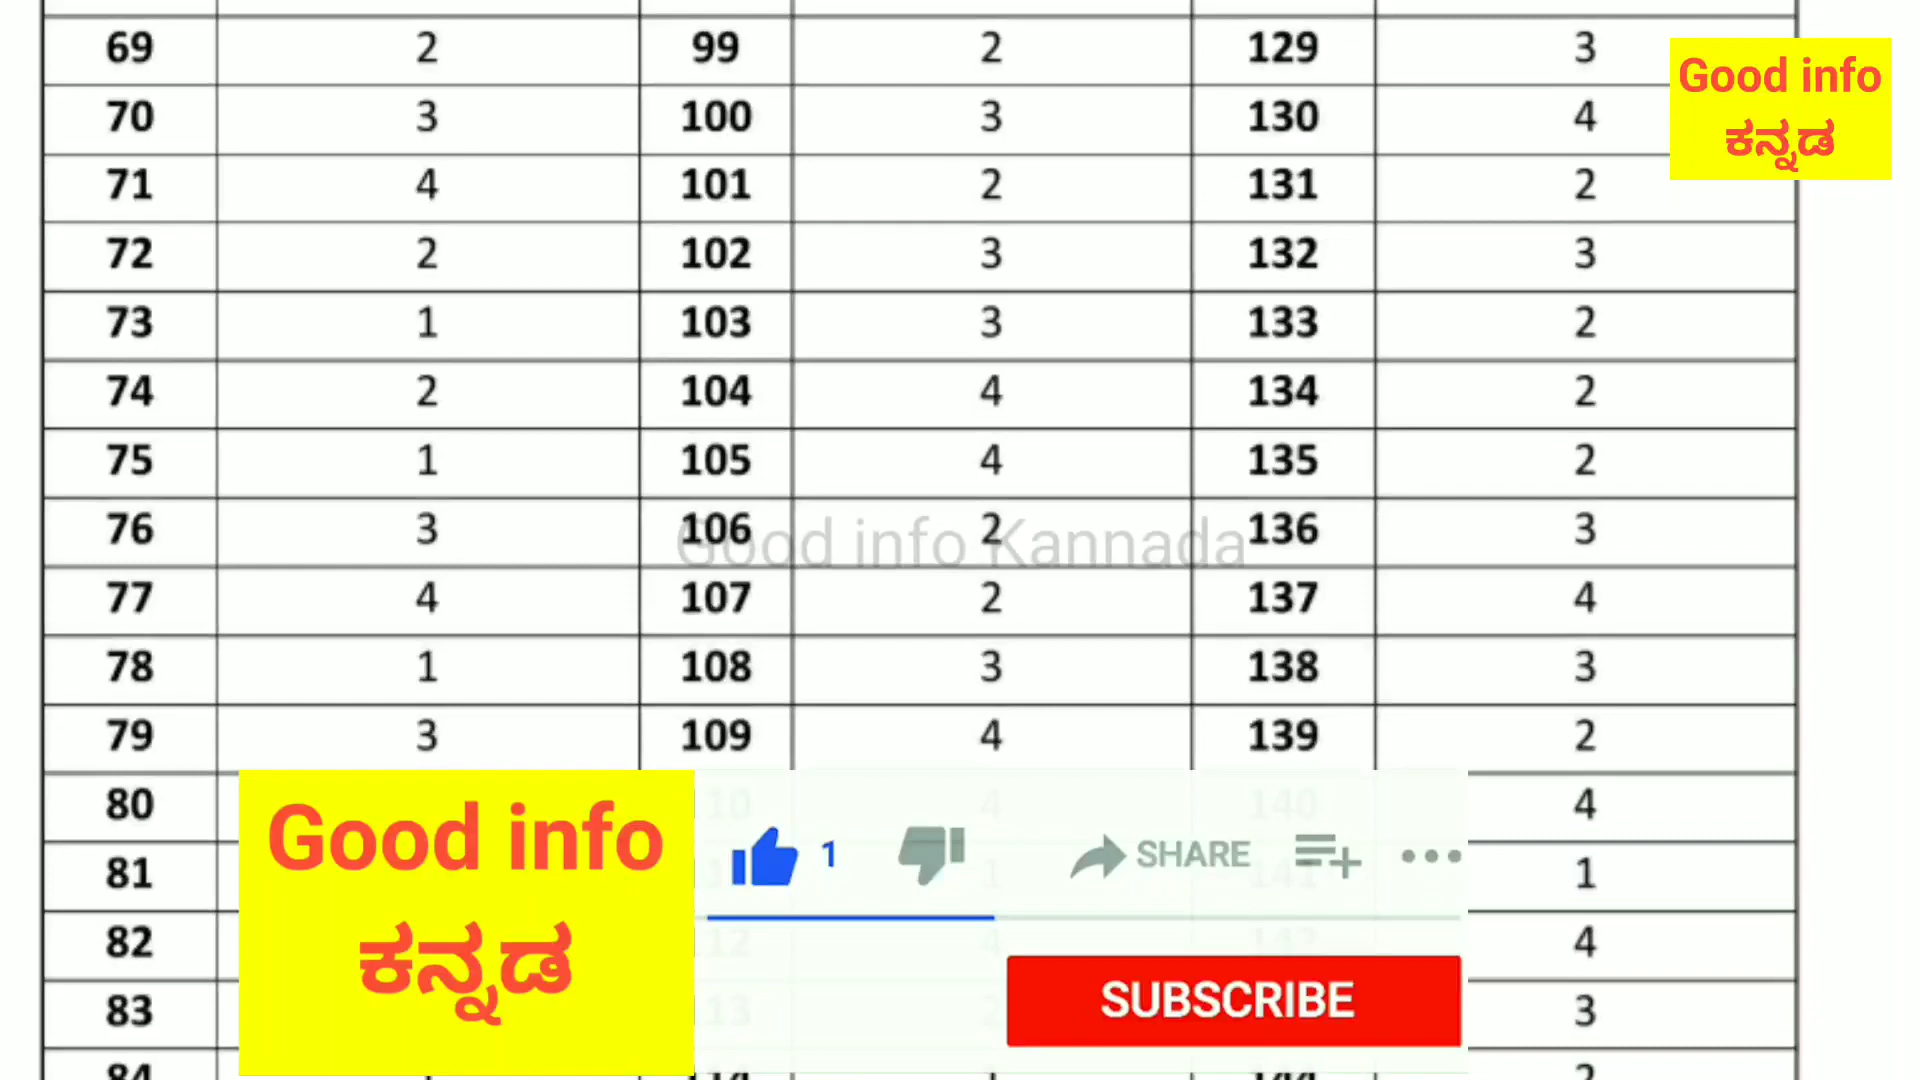 69 2 99 2 129 3
70 3 100 3 130 4
71 4 101 2 131 2
72 2 102 3 132 3
73 1 103 3 133 2
74 2 104 4 134 2
75 1 105 4 135 2
76 3 106 2 136 3
77 4 107 2 137 4
78 1 108 3 138 3
79 3 109 4 139 2
80 4 140 4
81 1 141 1
82 4
83 3
Good info
ಕನ್ನಡ
Good info Kannada
Good info
ಕನ್ನಡ
1 SHARE
SUBSCRIBE